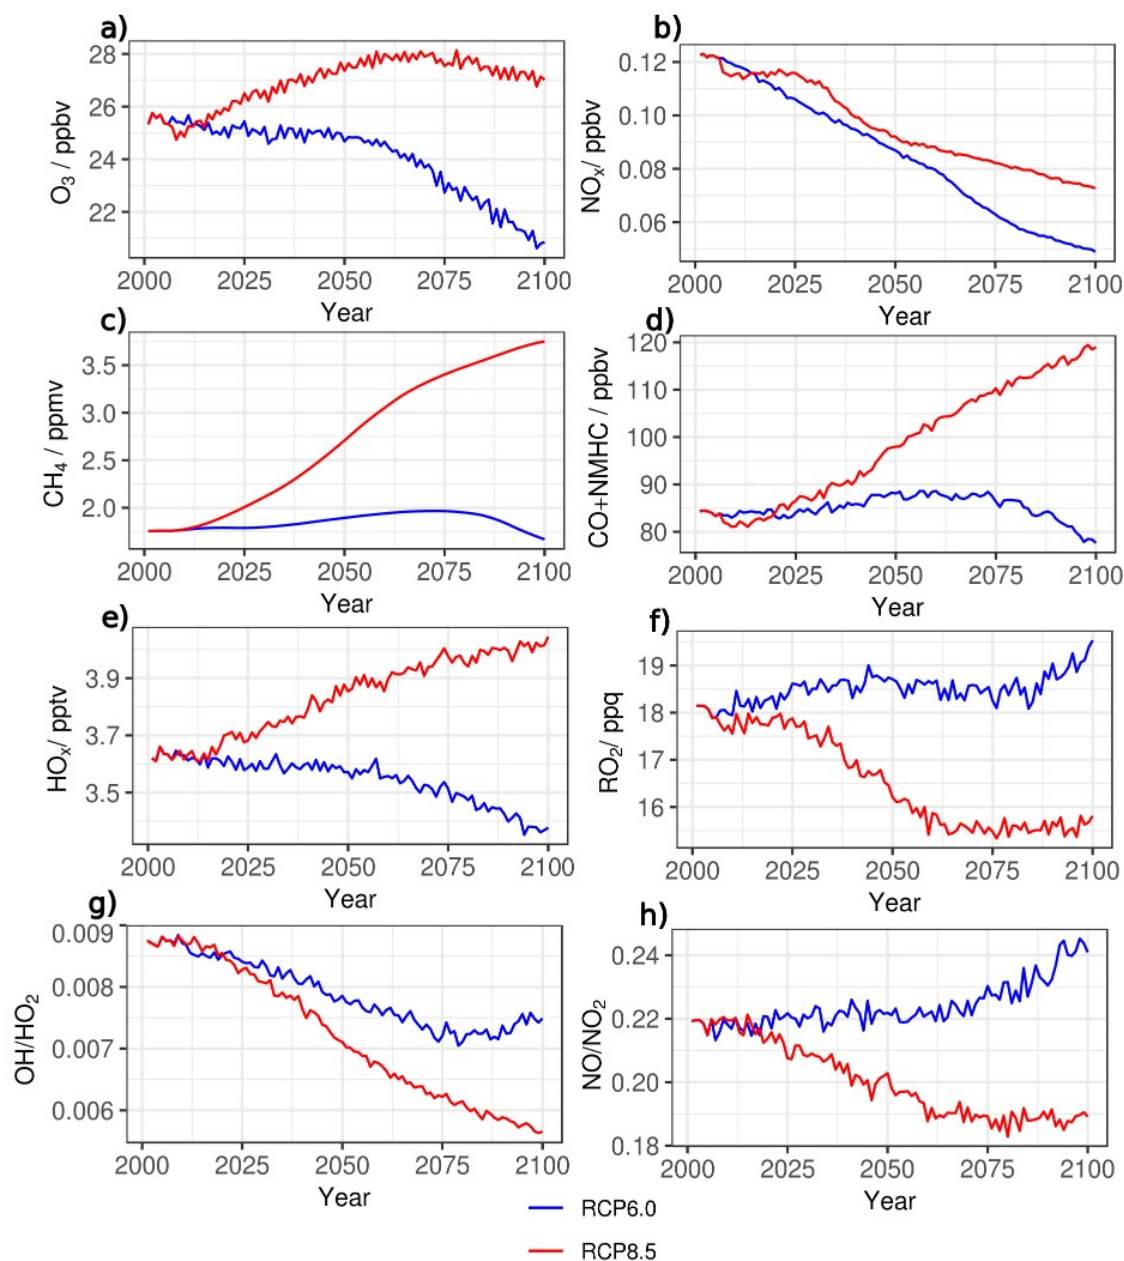 a)
28
26
24
22
O3 / ppbv
2000 2025 2050 2075 2100
Year
b)
0.12
0.10
0.08
0.06
NOx/ ppbv
2000 2025 2050 2075 2100
Year
c)
3.5
3.0
2.5
2.0
CH4 / ppmv
2000 2025 2050 2075 2100
Year
d)
120
110
100
90
80
CO+NMHC / ppbv
2000 2025 2050 2075 2100
Year
e)
3.9
3.7
3.5
HOx/ pptv
2000 2025 2050 2075 2100
Year
f)
19
18
17
16
RO2/ ppq
2000 2025 2050 2075 2100
Year
g)
0.009
0.008
0.007
0.006
OH/HO2
2000 2025 2050 2075 2100
Year
h)
0.24
0.22
0.20
0.18
NO/NO2
2000 2025 2050 2075 2100
Year
RCP6.0
RCP8.5